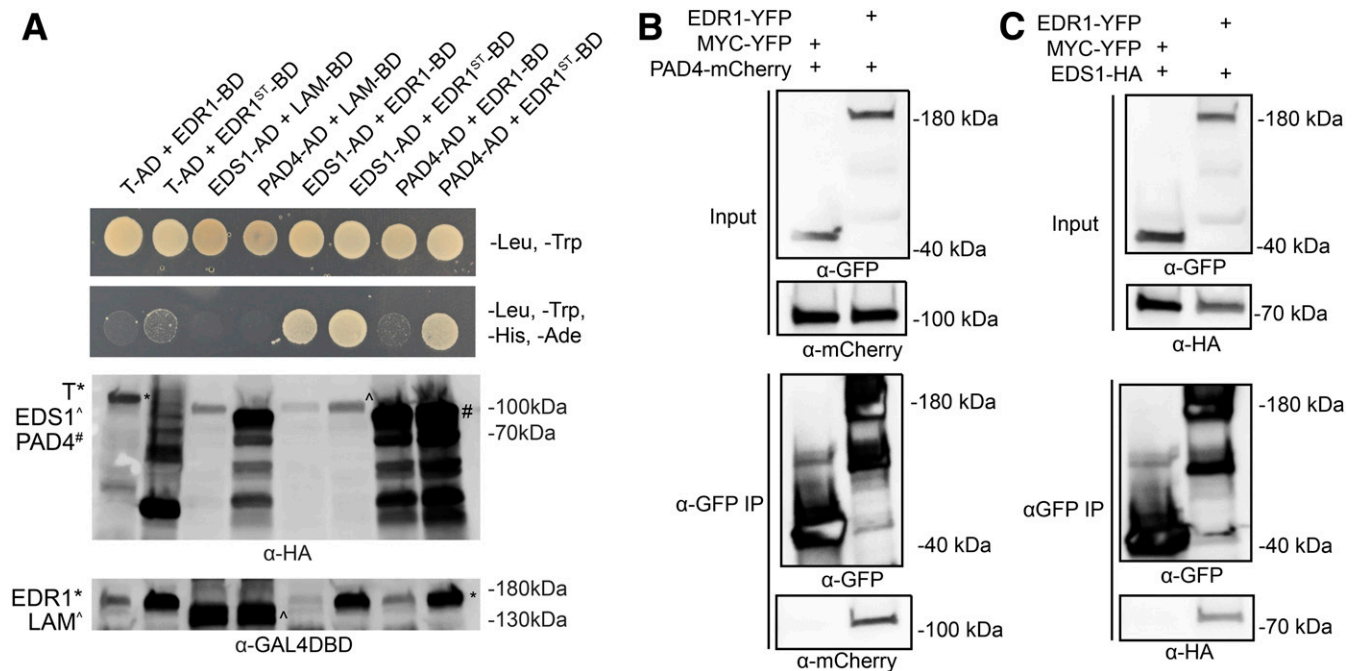 A
T-AD + EDR1-BD
T-AD + EDR1ˢᵀ-BD
EDS1-AD + LAM-BD
PAD4-AD + LAM-BD
EDS1-AD + EDR1-BD
EDS1-AD + EDR1ˢᵀ-BD
PAD4-AD + EDR1-BD
PAD4-AD + EDR1ˢᵀ-BD
-Leu, -Trp
-Leu, -Trp,
-His, -Ade
T*
EDS1^
PAD4#
*
^
#
-100kDa
-70kDa
α-HA
EDR1*
LAM^
^
*
-180kDa
-130kDa
α-GAL4DBD
B
EDR1-YFP +
MYC-YFP +
PAD4-mCherry + +
Input
-180 kDa
-40 kDa
α-GFP
-100 kDa
α-mCherry
α-GFP IP
-180 kDa
-40 kDa
α-GFP
-100 kDa
α-mCherry
C
EDR1-YFP +
MYC-YFP +
EDS1-HA + +
Input
-180 kDa
-40 kDa
α-GFP
-70 kDa
α-HA
αGFP IP
-180 kDa
-40 kDa
α-GFP
-70 kDa
α-HA